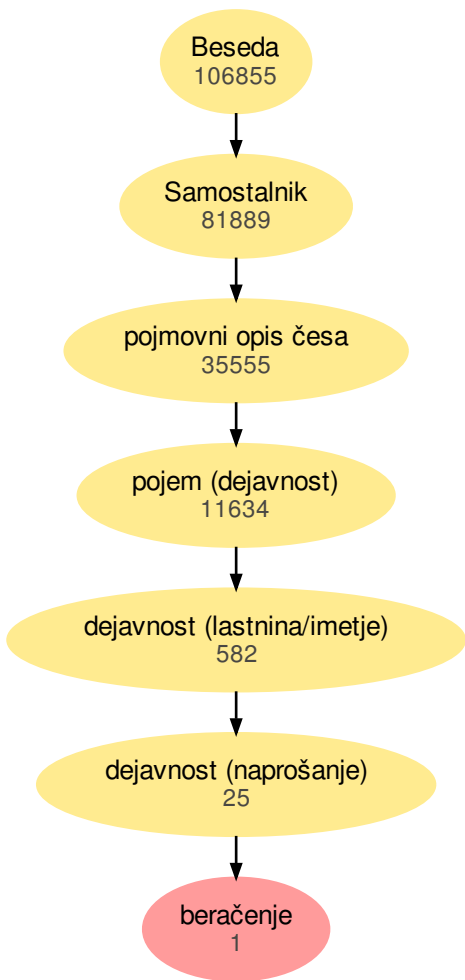 Beseda
106855
Samostalnik
81889
pojmovni opis česa
35555
pojem (dejavnost)
11634
dejavnost (lastnina/imetje)
582
dejavnost (naprošanje)
25
beračenje
1